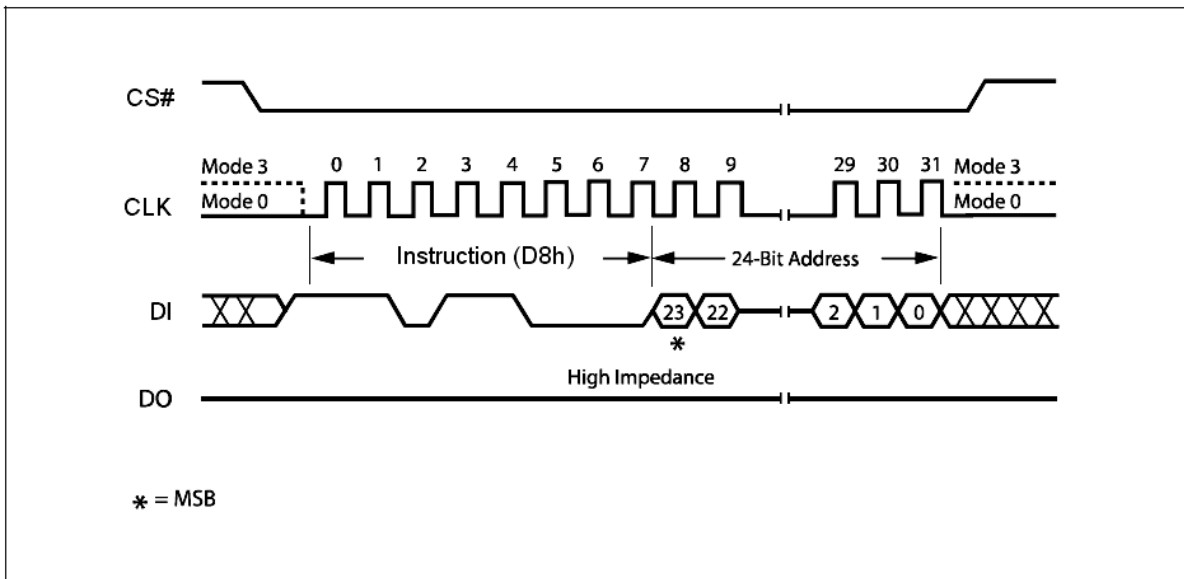 CS#
Mode 3 0 1 2 3 4 5 6 7 8 9 29 30 31 Mode 3
CLK Mode 0 Mode 0
Instruction (D8h) 24-Bit Address
DI 23 22 2 1 0
*
High Impedance
DO
* = MSB